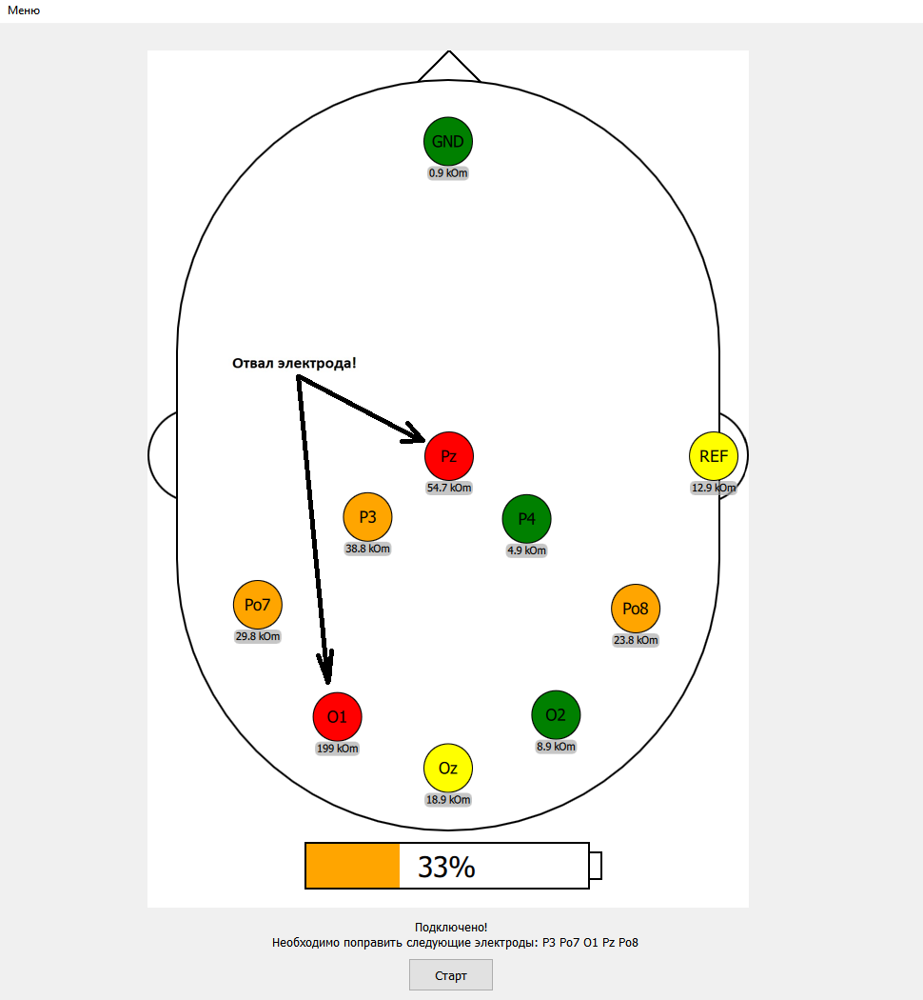 Меню
GND
0.9 kOm
Отвал электрода!
Pz
54.7 kOm
REF
12.9 kOm
P3
38.8 kOm
P4
4.9 kOm
Po7
29.8 kOm
Po8
23.8 kOm
O1
199 kOm
O2
8.9 kOm
Oz
18.9 kOm
33%
Подключено!
Необходимо поправить следующие электроды: P3 Po7 O1 Pz Po8
Старт